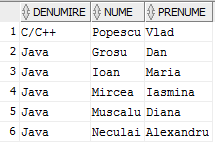 DENUMIRE NUME PRENUME
1 C/C++ Popescu Vlad
2 Java Grosu Dan
3 Java Ioan Maria
4 Java Mircea Iasmina
5 Java Muscalu Diana
6 Java Neculai Alexandru